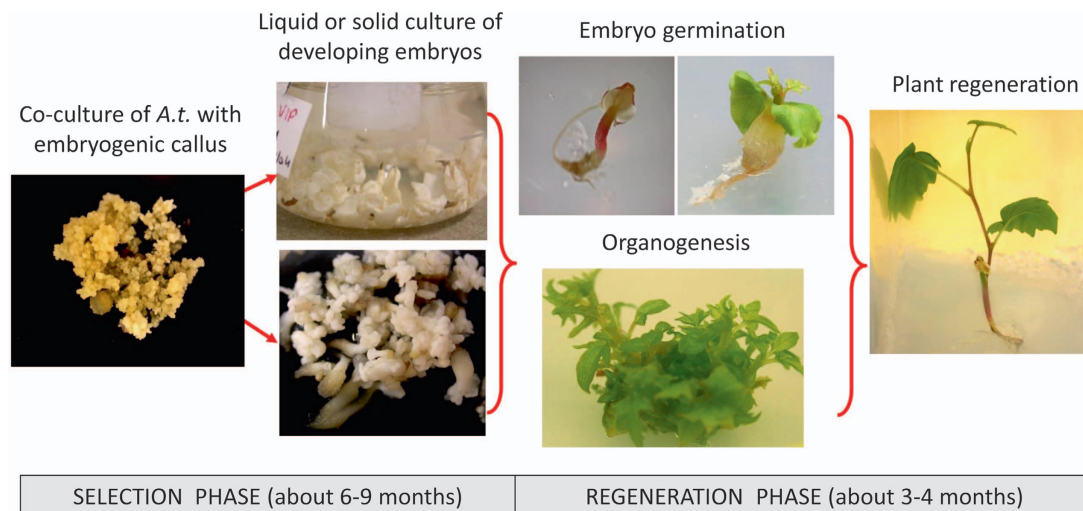 Co-culture of A.t. with
embryogenic callus
Liquid or solid culture of
developing embryos
VIP
Embryo germination
Organogenesis
Plant regeneration
SELECTION PHASE (about 6-9 months)
REGENERATION PHASE (about 3-4 months)